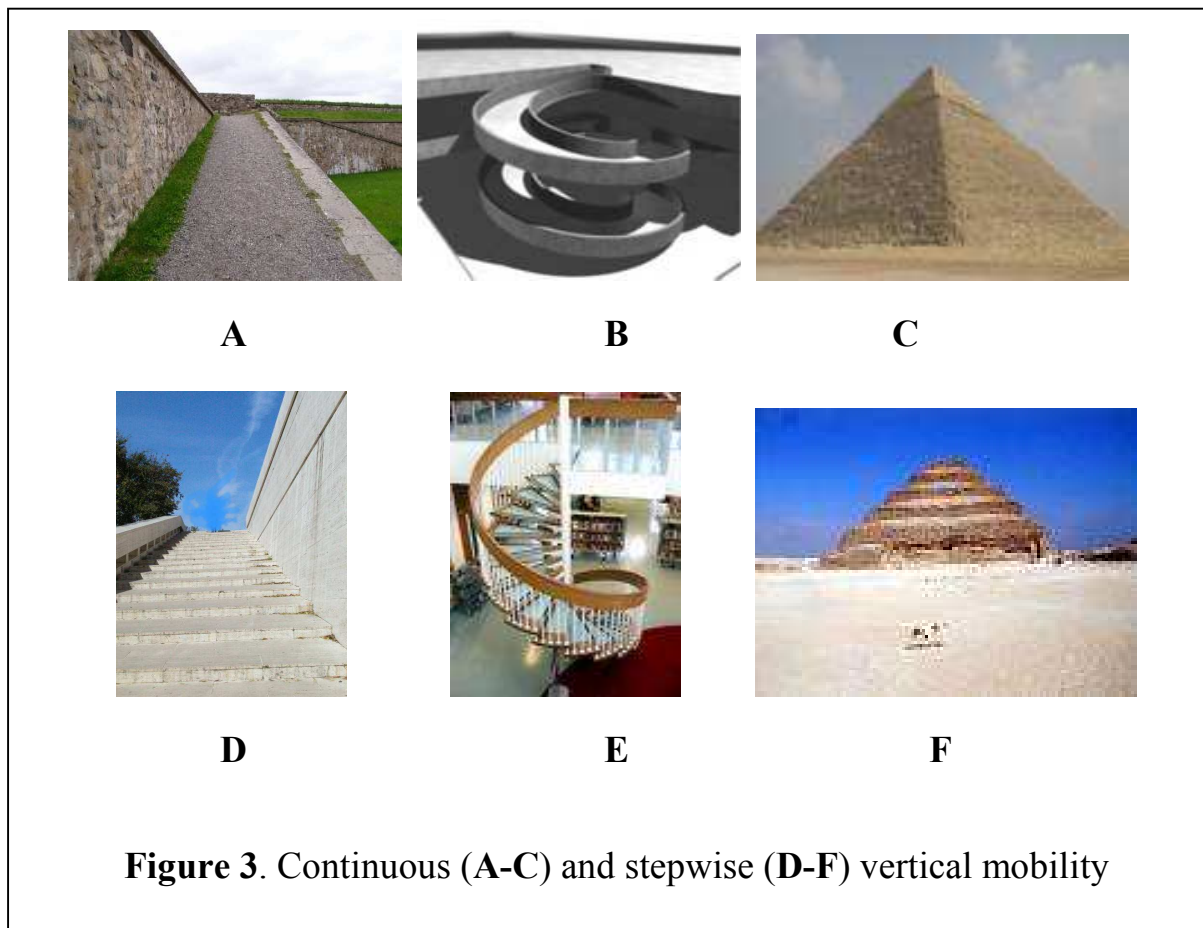 A B C
D E F
Figure 3. Continuous (A-C) and stepwise (D-F) vertical mobility